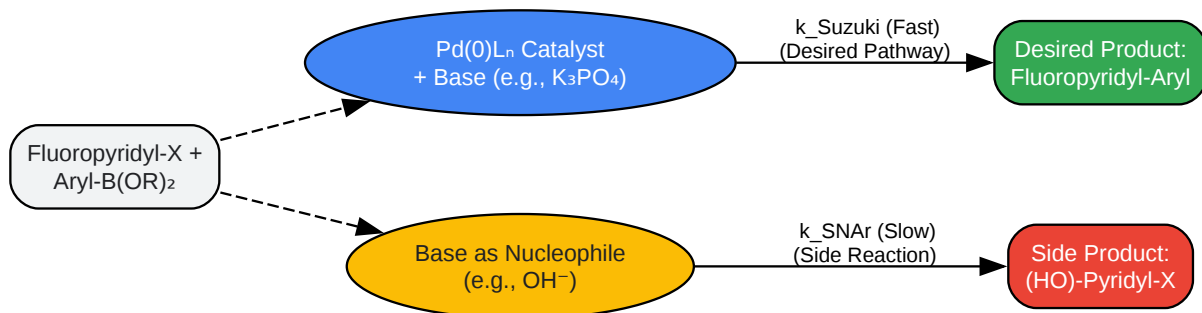 Fluoropyridyl-X +
Aryl-B(OR)₂
Pd(0)Lₙ Catalyst
+ Base (e.g., K₃PO₄)
k_Suzuki (Fast)
(Desired Pathway)
Desired Product:
Fluoropyridyl-Aryl
Base as Nucleophile
(e.g., OH⁻)
k_SNAr (Slow)
(Side Reaction)
Side Product:
(HO)-Pyridyl-X